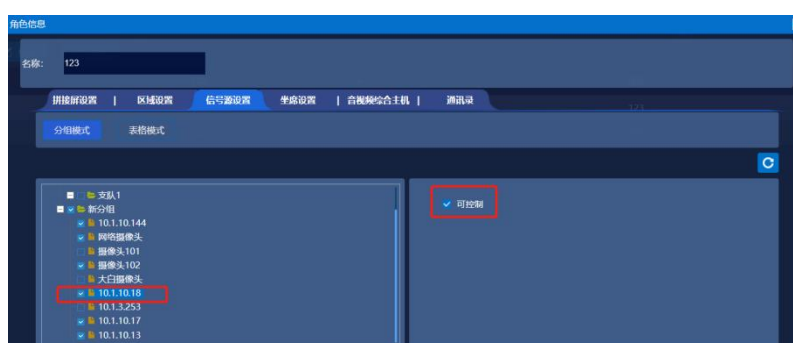 角色信息
名称: 123
拼接屏设置 | 区域设置 信号源设置 坐席设置 | 音视频综合主机 | 通讯录
123
分组模式 表格模式
支队1
新分组
可控制
10.1.10.144
网络摄像头
摄像头101
摄像头102
大白摄像头
10.1.10.18
10.1.3.253
10.1.10.17
10.1.10.13